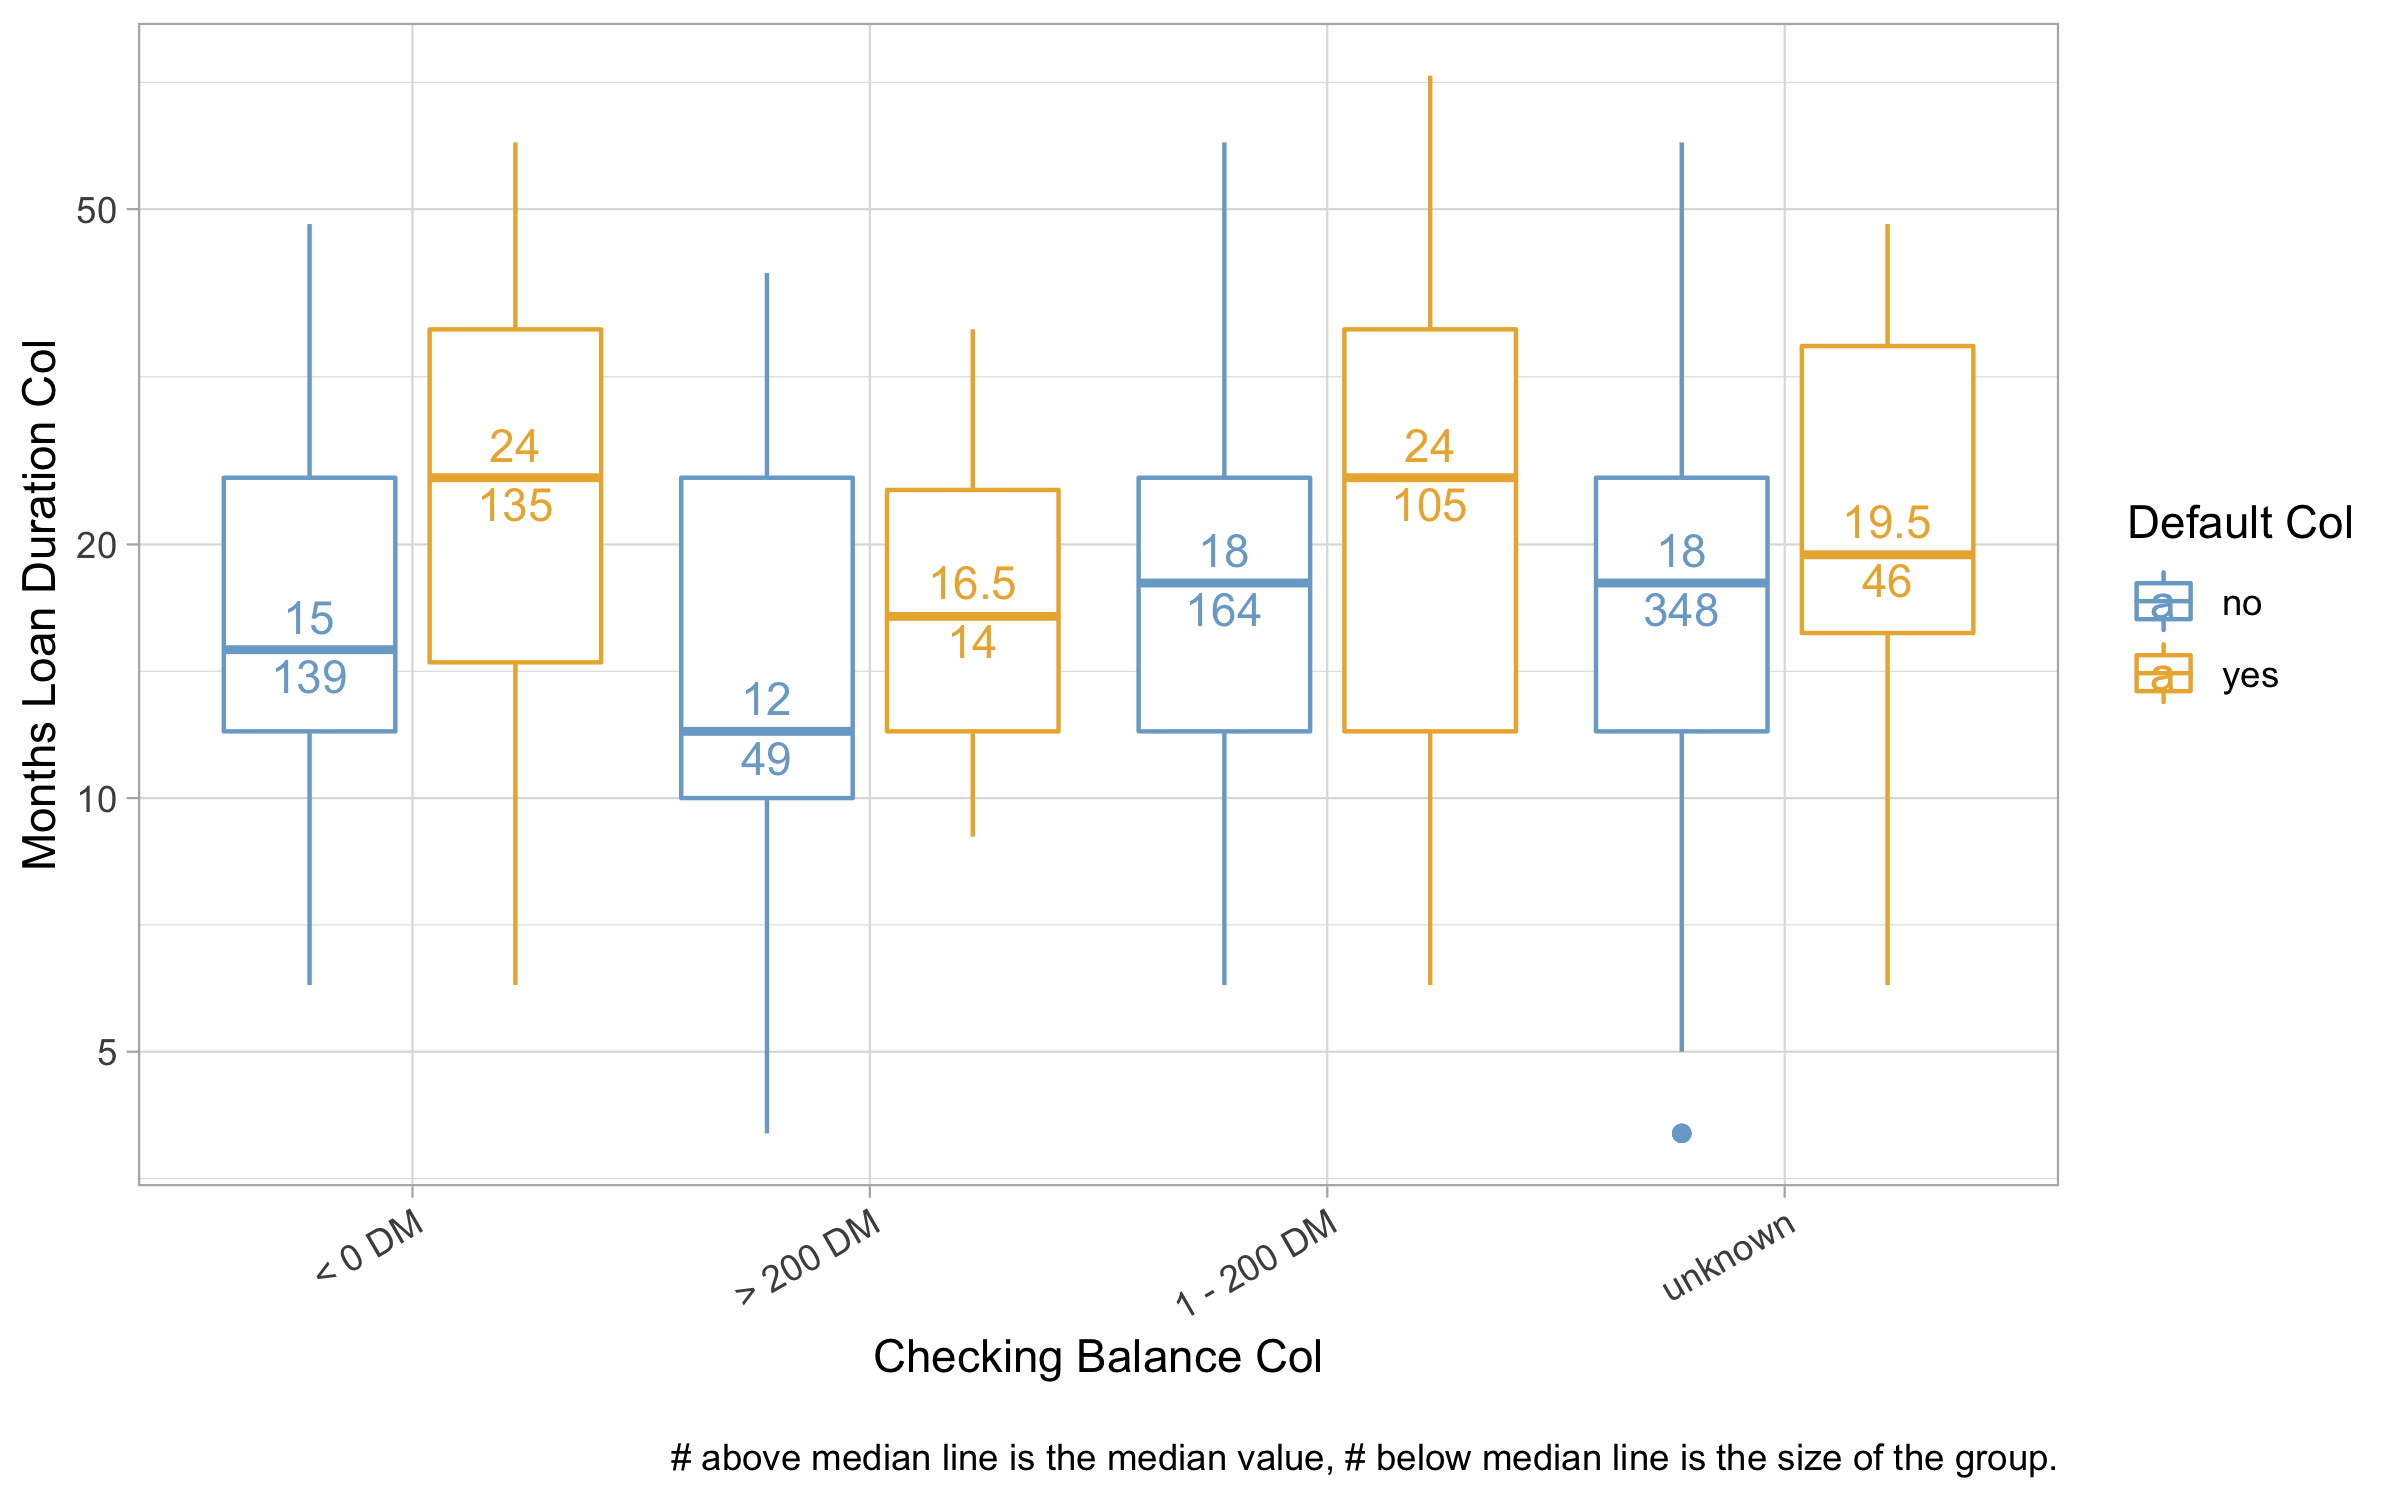 Months Loan Duration Col
50
20
10
5
24
135
15
139
12
49
16.5
14
18
164
24
105
18
348
19.5
46
< 0 DM
> 200 DM
1 - 200 DM
unknown
Checking Balance Col
Default Col
a no
a yes
# above median line is the median value, # below median line is the size of the group.